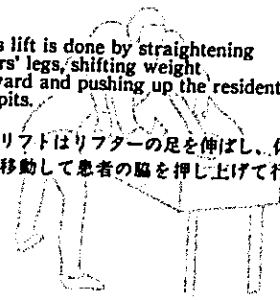 s lift is done by straightening
rs' legs, shifting weight
ard and pushing up the resident
pits.
リフトはリフターの足を伸ばし、
移動して患者の脇を押し上げて行